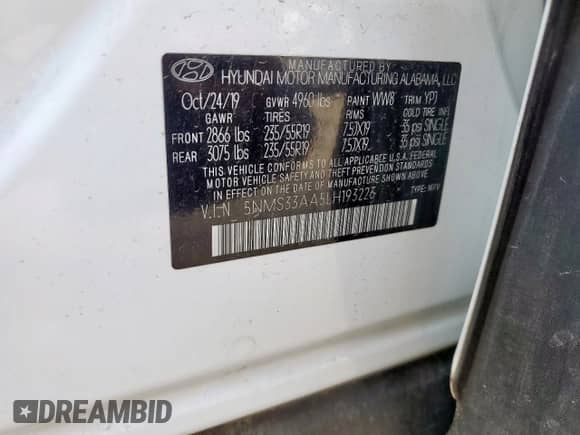 MANUFACTURED BY
HYUNDAI MOTOR MANUFACTURING ALABAMA, LLC
Oct/24/19 GVWR 4960 lbs PAINT WW8 TRIM YPJ
GAWR TIRES RIMS COLD TIRE INFL
FRONT 2866 lbs 235/55R19 7.5JX19 35 psi SINGLE
REAR 3075 lbs 235/55R19 7.5JX19 35 psi SINGLE
THIS VEHICLE CONFORMS TO ALL APPLICABLE U.S.A. FEDERAL
MOTOR VEHICLE SAFETY, BUMPER, AND THEFT PREVENTION STANDARDS
IN EFFECT ON THE DATE OF MANUFACTURE SHOWN ABOVE.
V.I.N 5NMS33AA5LH193226 TYPE: MPV
DREAMBID